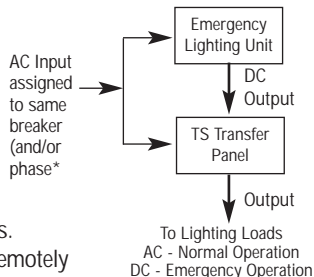 Emergency
Lighting Unit
AC Input
assigned
to same
breaker
(and/or
phase*
DC
Output
TS Transfer
Panel
Output
s.
emotely
To Lighting Loads
AC - Normal Operation
DC - Emergency Operation